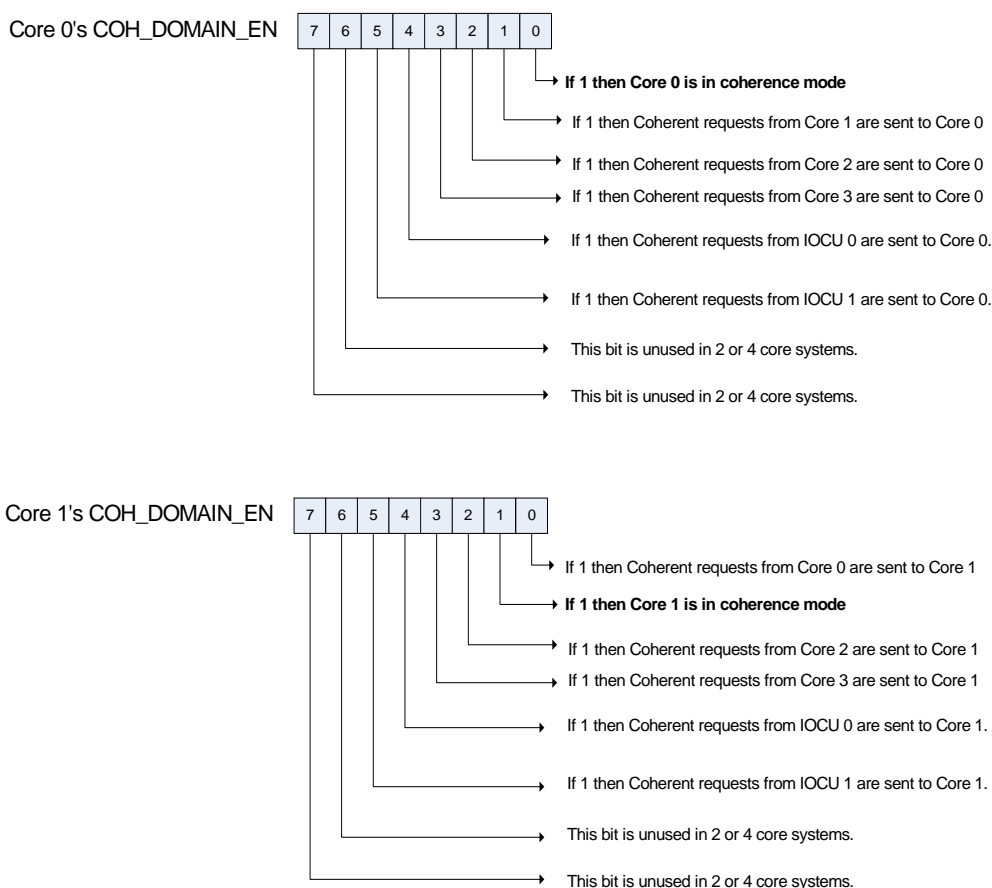 Core 0's COH_DOMAIN_EN
7 6 5 4 3 2 1 0
If 1 then Core 0 is in coherence mode
If 1 then Coherent requests from Core 1 are sent to Core 0
If 1 then Coherent requests from Core 2 are sent to Core 0
If 1 then Coherent requests from Core 3 are sent to Core 0
If 1 then Coherent requests from IOCU 0 are sent to Core 0.
If 1 then Coherent requests from IOCU 1 are sent to Core 0.
This bit is unused in 2 or 4 core systems.
This bit is unused in 2 or 4 core systems.
Core 1's COH_DOMAIN_EN
7 6 5 4 3 2 1 0
If 1 then Coherent requests from Core 0 are sent to Core 1
If 1 then Core 1 is in coherence mode
If 1 then Coherent requests from Core 2 are sent to Core 1
If 1 then Coherent requests from Core 3 are sent to Core 1
If 1 then Coherent requests from IOCU 0 are sent to Core 1.
If 1 then Coherent requests from IOCU 1 are sent to Core 1.
This bit is unused in 2 or 4 core systems.
This bit is unused in 2 or 4 core systems.